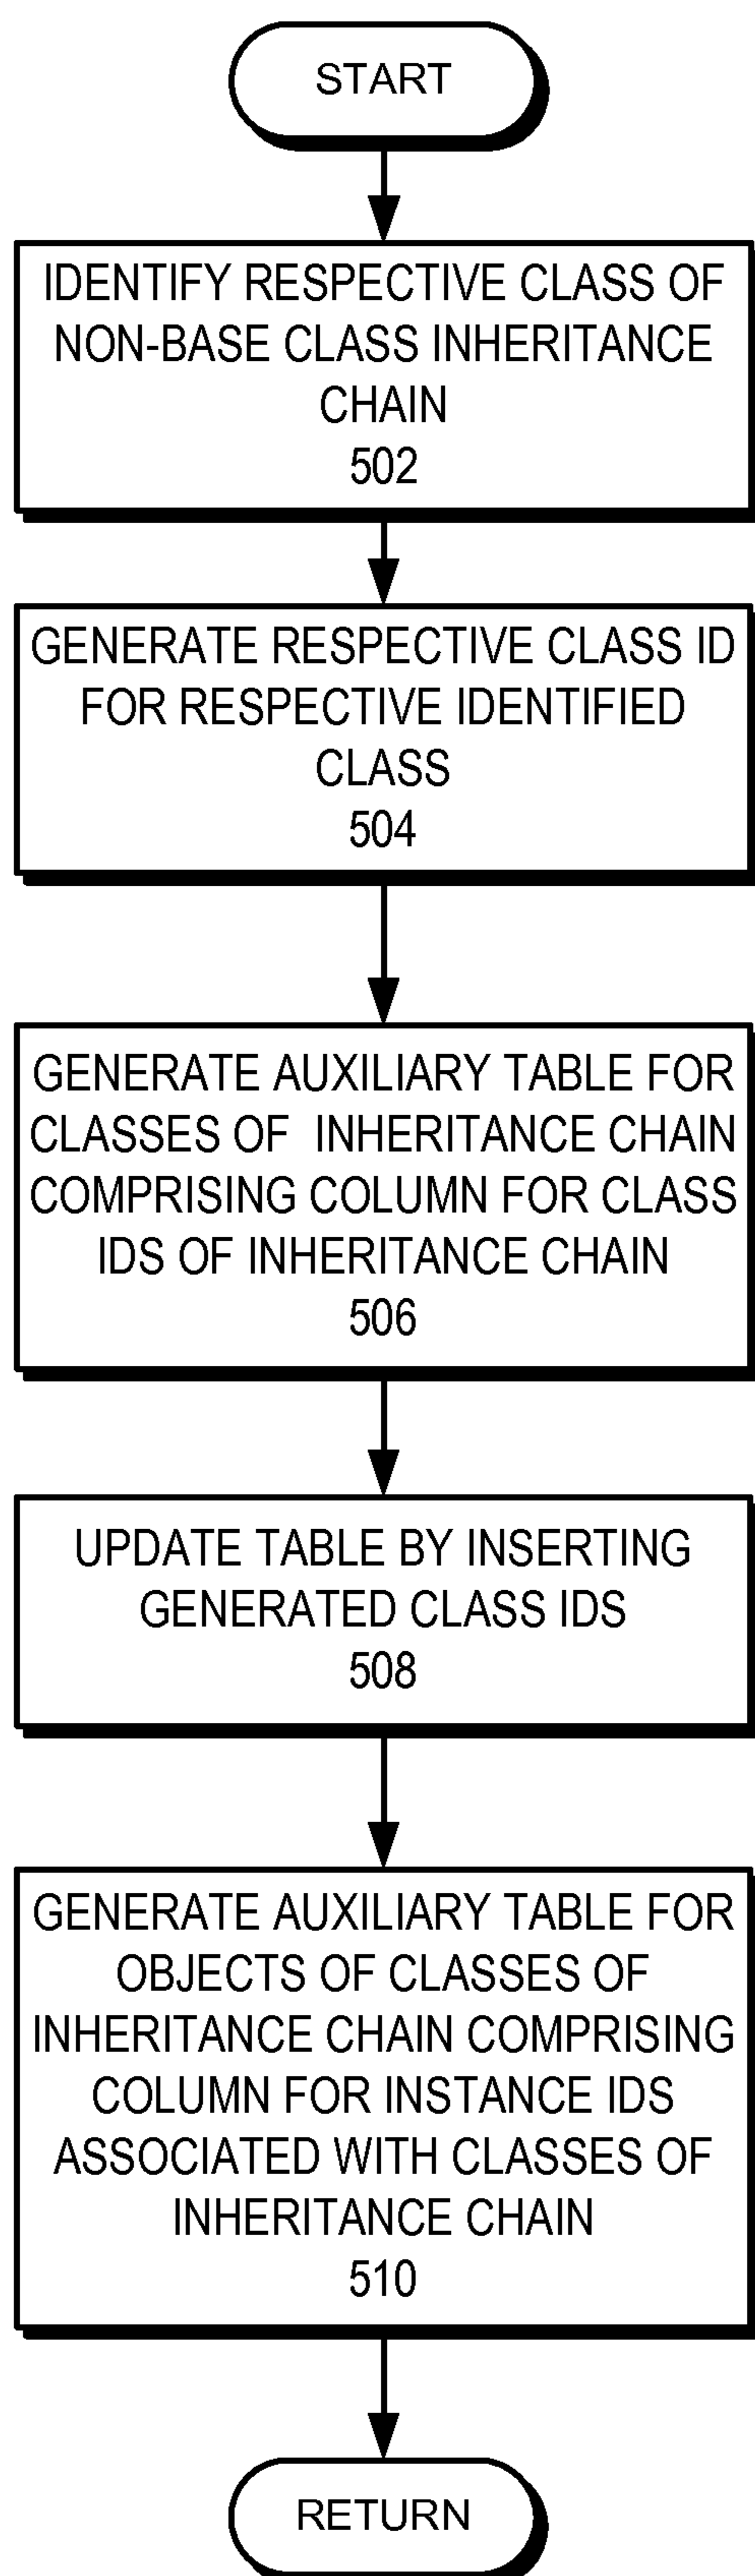 START
IDENTIFY RESPECTIVE CLASS OF
NON-BASE CLASS INHERITANCE
CHAIN
502
GENERATE RESPECTIVE CLASS ID
FOR RESPECTIVE IDENTIFIED
CLASS
504
GENERATE AUXILIARY TABLE FOR
CLASSES OF INHERITANCE CHAIN
COMPRISING COLUMN FOR CLASS
IDS OF INHERITANCE CHAIN
506
UPDATE TABLE BY INSERTING
GENERATED CLASS IDS
508
GENERATE AUXILIARY TABLE FOR
OBJECTS OF CLASSES OF
INHERITANCE CHAIN COMPRISING
COLUMN FOR INSTANCE IDS
ASSOCIATED WITH CLASSES OF
INHERITANCE CHAIN
510
RETURN